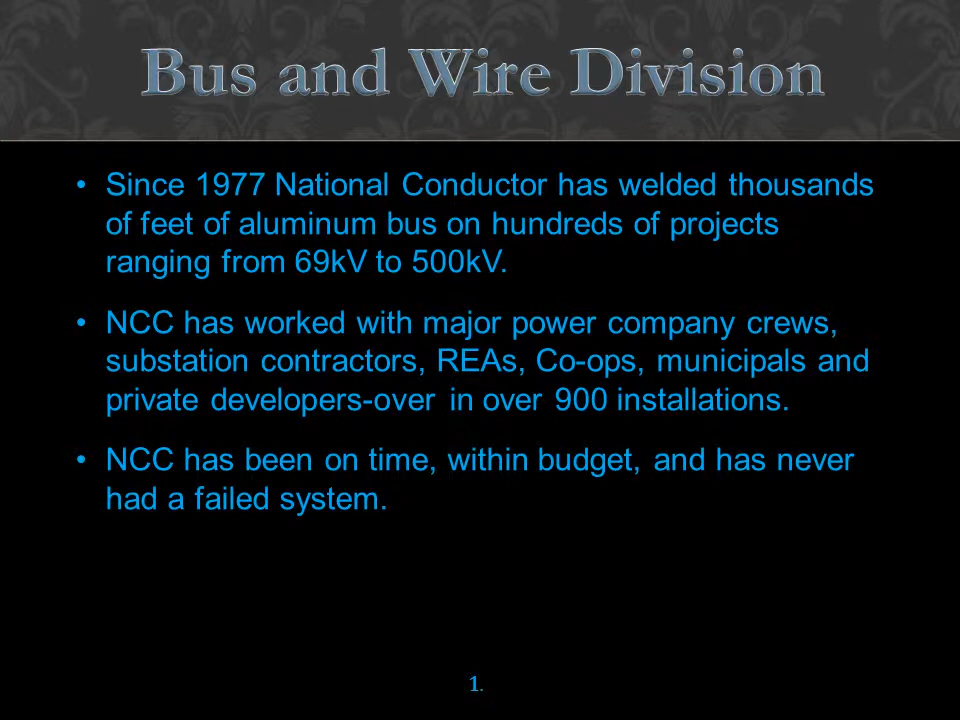 Bus and Wire Division
• Since 1977 National Conductor has welded thousands
of feet of aluminum bus on hundreds of projects
ranging from 69kV to 500kV.
• NCC has worked with major power company crews,
substation contractors, REAs, Co-ops, municipals and
private developers-over in over 900 installations.
• NCC has been on time, within budget, and has never
had a failed system.
1.